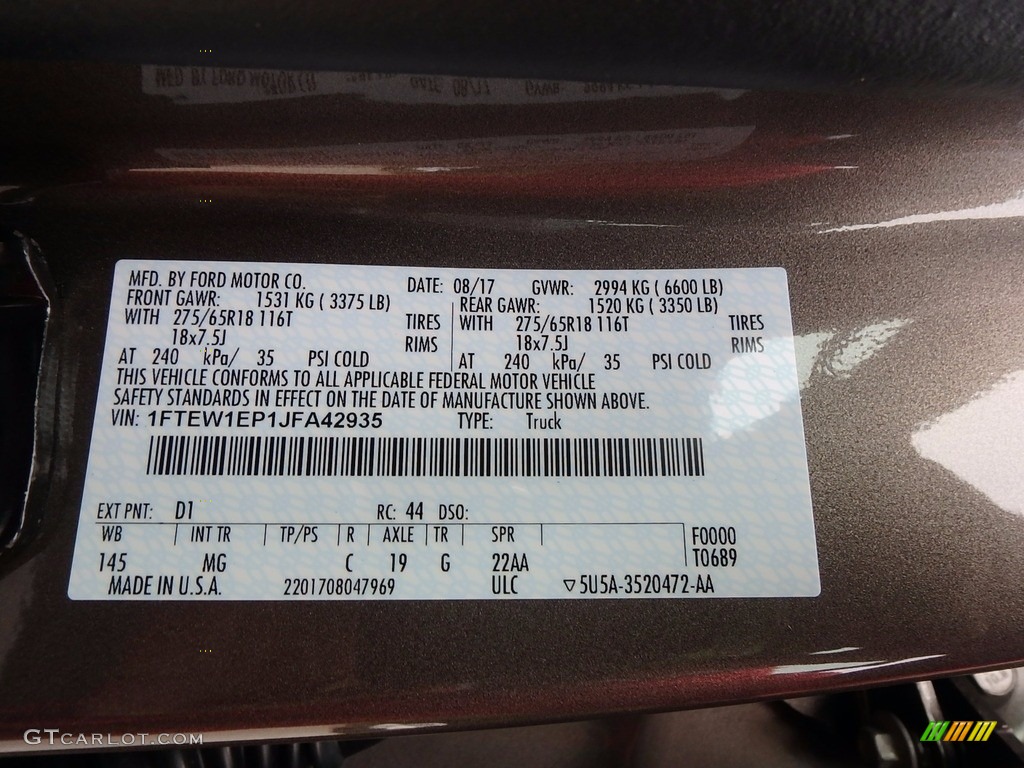 MFD. BY FORD MOTOR CO. DATE: 08/17 GVWR: 2994 KG ( 6600 LB)
FRONT GAWR: 1531 KG ( 3375 LB) REAR GAWR: 1520 KG ( 3350 LB)
WITH 275/65R18 116T TIRES WITH 275/65R18 116T TIRES
18x7.5J RIMS 18x7.5J RIMS
AT 240 kPa/ 35 PSI COLD AT 240 kPa/ 35 PSI COLD
THIS VEHICLE CONFORMS TO ALL APPLICABLE FEDERAL MOTOR VEHICLE
SAFETY STANDARDS IN EFFECT ON THE DATE OF MANUFACTURE SHOWN ABOVE.
VIN: 1FTEW1EP1JFA42935 TYPE: Truck
EXT PNT: D1 RC: 44 DSO:
WB INT TR TP/PS R AXLE TR SPR F0000
145 MG C 19 G 22AA T0689
MADE IN U.S.A. 2201708047969 ULC ▽5U5A-3520472-AA
GTCARLOT.COM